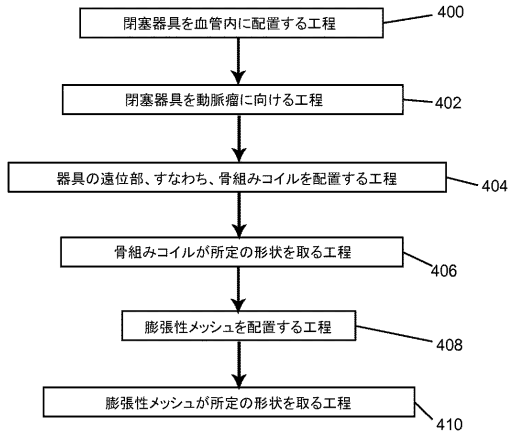 閉塞器具を血管内に配置する工程
400
閉塞器具を動脈瘤に向ける工程
402
器具の遠位部、すなわち、骨組みコイルを配置する工程
404
骨組みコイルが所定の形状を取る工程
406
膨張性メッシュを配置する工程
408
膨張性メッシュが所定の形状を取る工程
410